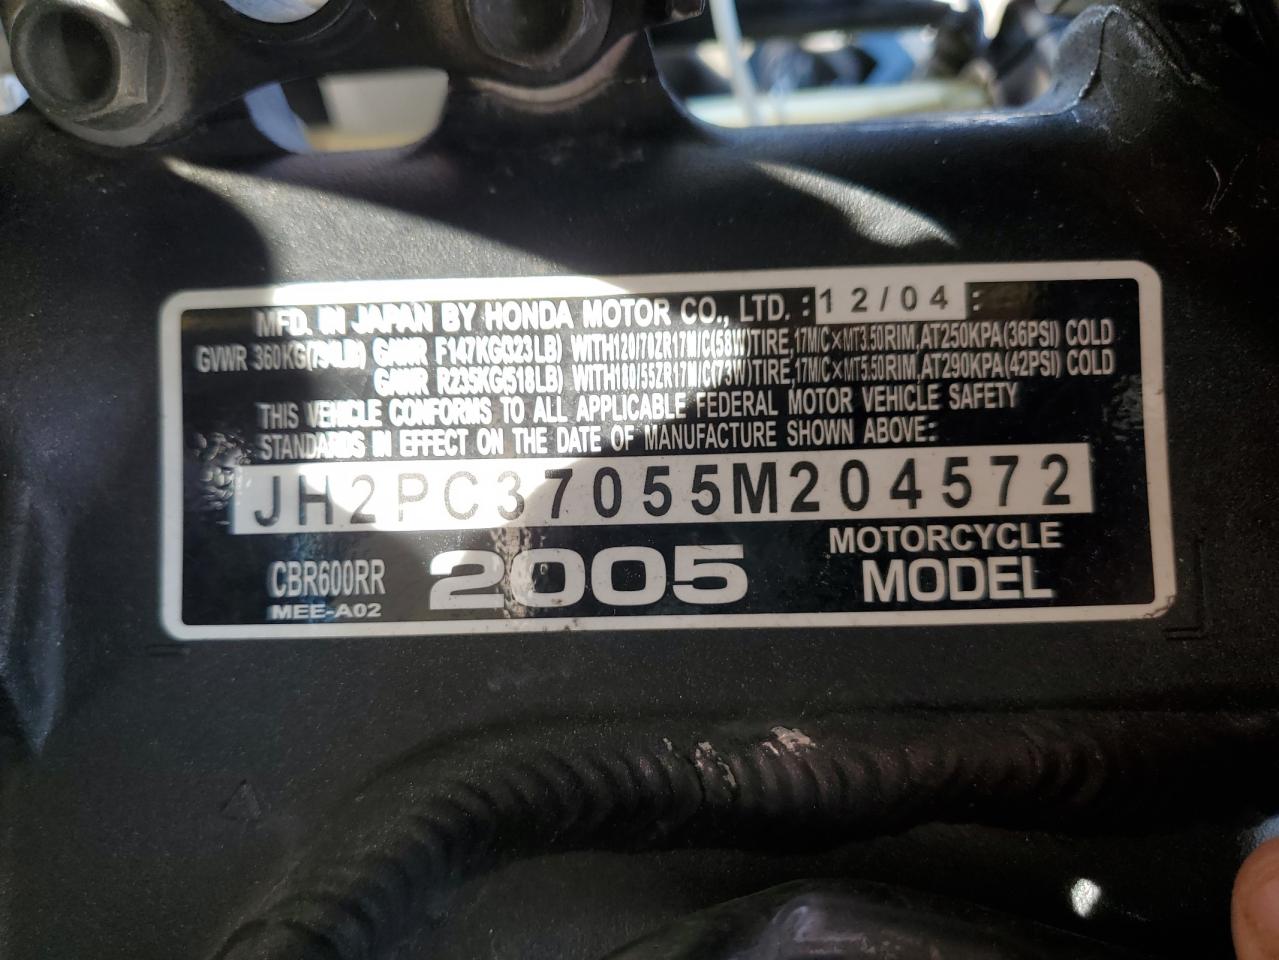 MFD. IN JAPAN BY HONDA MOTOR CO., LTD. :12/04:
GVWR 360KG(794LB) GAWR F147KG(323LB) WITH120/70ZR17M/C(58W)TIRE,17M/C×MT3.50RIM,AT250KPA(36PSI) COLD
GAWR R235KG(518LB) WITH180/55ZR17M/C(73W)TIRE,17M/C×MT5.50RIM,AT290KPA(42PSI) COLD
THIS VEHICLE CONFORMS TO ALL APPLICABLE FEDERAL MOTOR VEHICLE SAFETY
STANDARDS IN EFFECT ON THE DATE OF MANUFACTURE SHOWN ABOVE:
JH2PC37055M204572
CBR600RR 2005 MOTORCYCLE
MEE-A02 MODEL